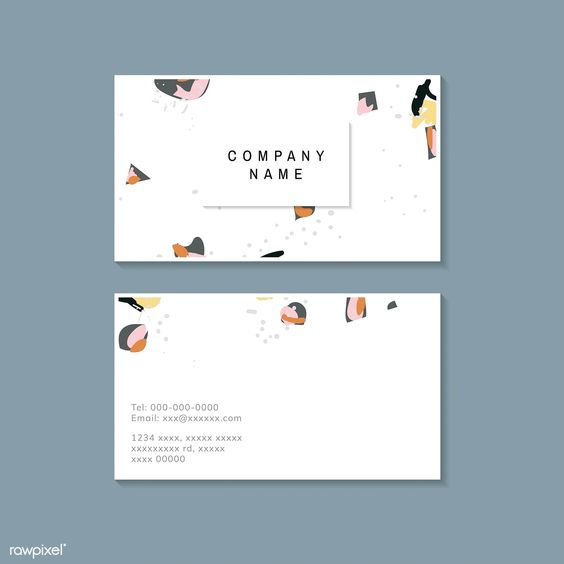 COMPANY
NAME
Tel: 000-000-0000
Email: xxx@xxxxxx.com
1234 xxxx, xxxxx xxxxx
xxxxxxxxx rd, xxxxx
xxxx 00000
rawpixel*